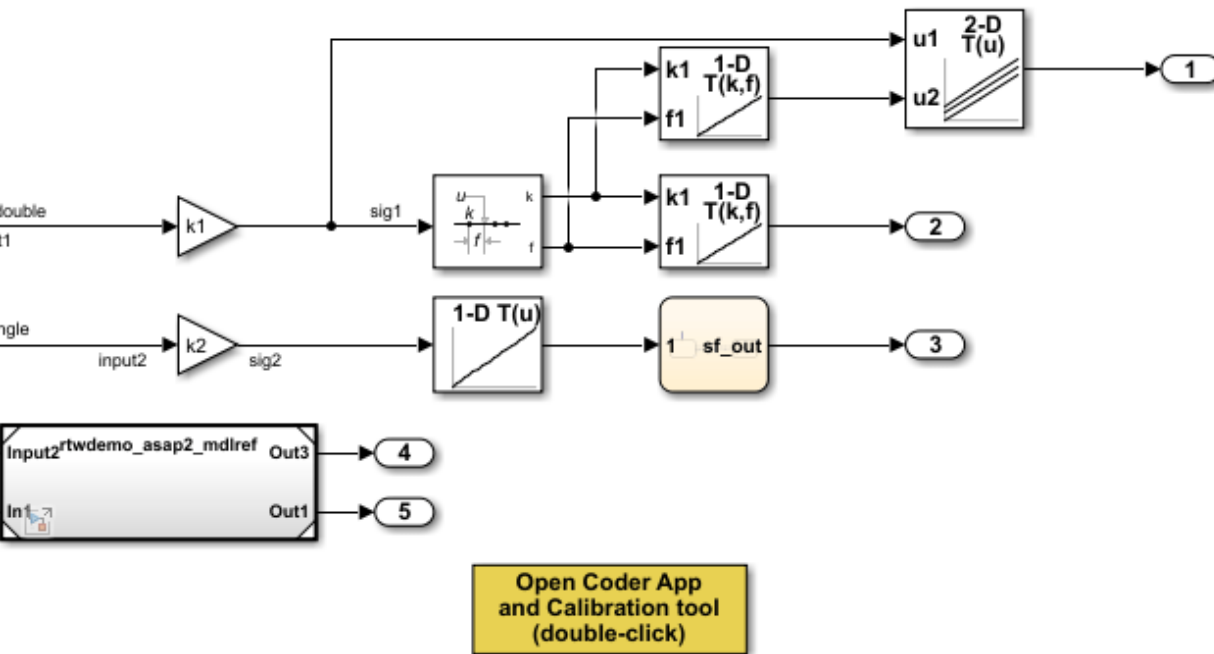 2-D
T(u)
u1
u2
1
1-D
T(k,f)
k1
f1
double
k1
sig1
u
k
f
k
f
1-D
T(k,f)
k1
f1
2
input2
k2
sig2
1-D T(u)
1
sf_out
3
Input2
rtwdemo_asap2_mdlref
Out3
4
In1
Out1
5
Open Coder App
and Calibration tool
(double-click)